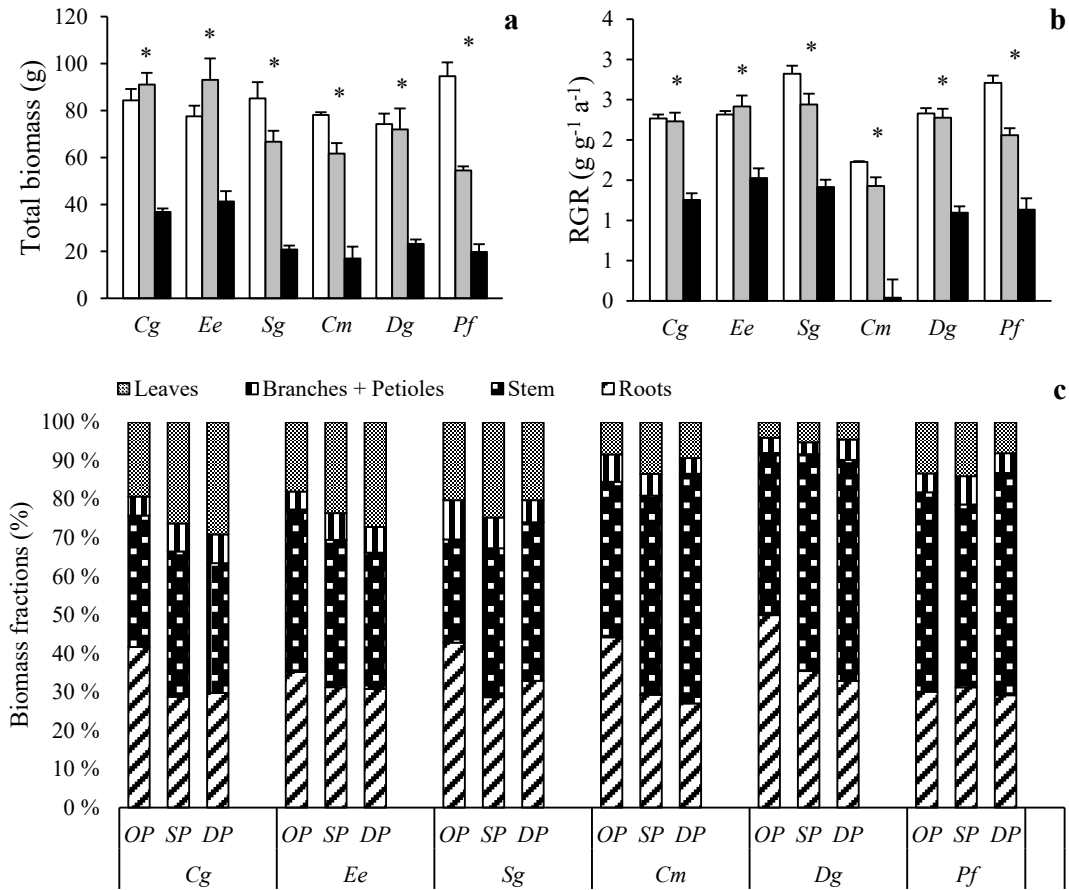 a
Total biomass (g)
120
100
80
60
40
20
0
* * * * * *
Cg Ee Sg Cm Dg Pf
b
RGR (g g⁻¹ a⁻¹)
4
3
3
2
2
1
1
0
* * * * * *
Cg Ee Sg Cm Dg Pf
Leaves Branches + Petioles Stem Roots
c
Biomass fractions (%)
100 %
90 %
80 %
70 %
60 %
50 %
40 %
30 %
20 %
10 %
0 %
OP SP DP OP SP DP OP SP DP OP SP DP OP SP DP OP SP DP
Cg Ee Sg Cm Dg Pf